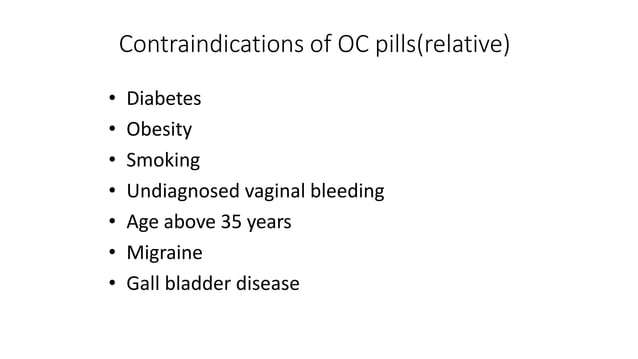 Contraindications of OC pills(relative)
• Diabetes
• Obesity
• Smoking
• Undiagnosed vaginal bleeding
• Age above 35 years
• Migraine
• Gall bladder disease